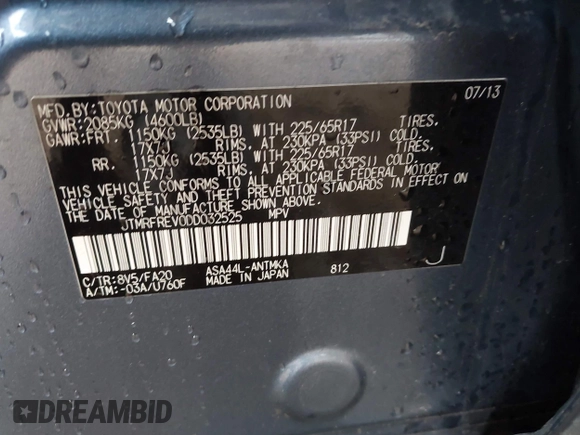 MFD.BY:TOYOTA MOTOR CORPORATION 07/13
GVWR:2085KG (4600LB)
GAWR:FRT. 1150KG (2535LB) WITH 225/65R17 TIRES.
17X7J RIMS. AT 230KPA (33PSI) COLD.
RR. 1150KG (2535LB) WITH 225/65R17 TIRES.
17X7J RIMS. AT 230KPA (33PSI) COLD.
THIS VEHICLE CONFORMS TO ALL APPLICABLE FEDERAL MOTOR
VEHICLE SAFETY AND THEFT PREVENTION STANDARDS IN EFFECT ON
THE DATE OF MANUFACTURE SHOWN ABOVE.
JTMRFREV0DD032525 MPV
C/TR:8V5/FA20 ASA44L-ANTMKA 812 J
A/TM:-03A/U760F MADE IN JAPAN
DREAMBID